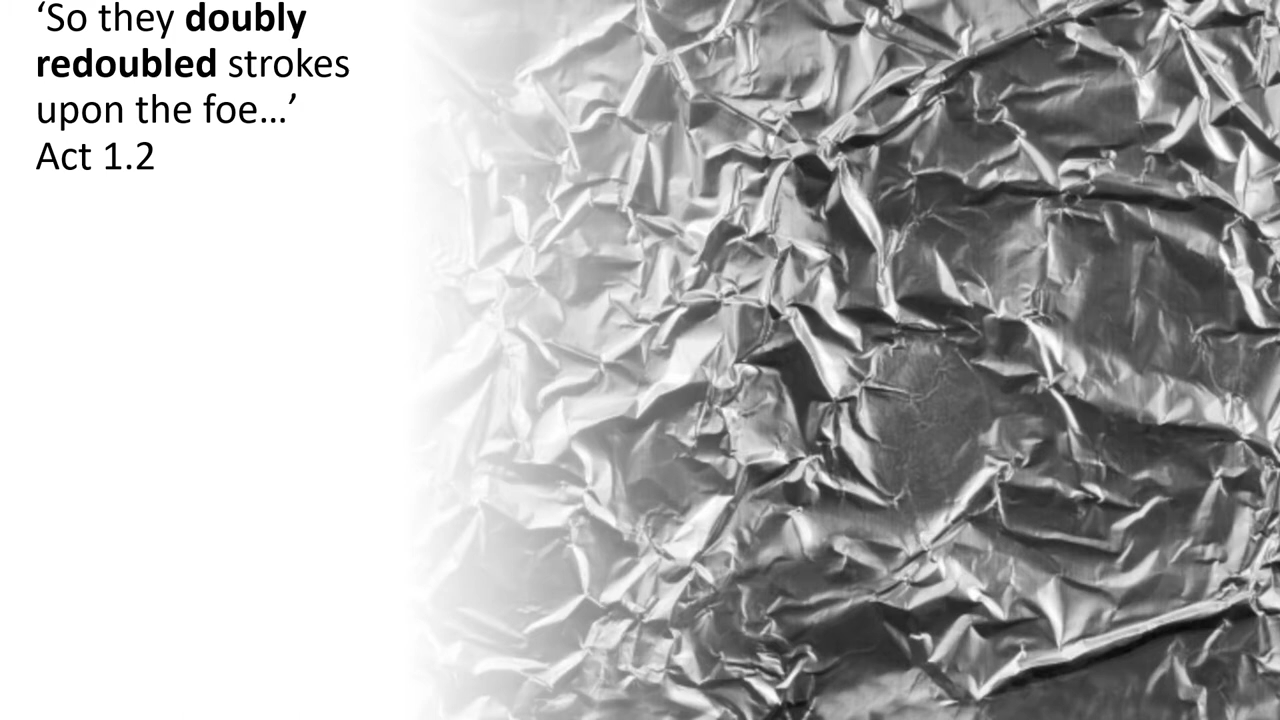 ‘So they doubly
redoubled strokes
upon the foe…’
Act 1.2